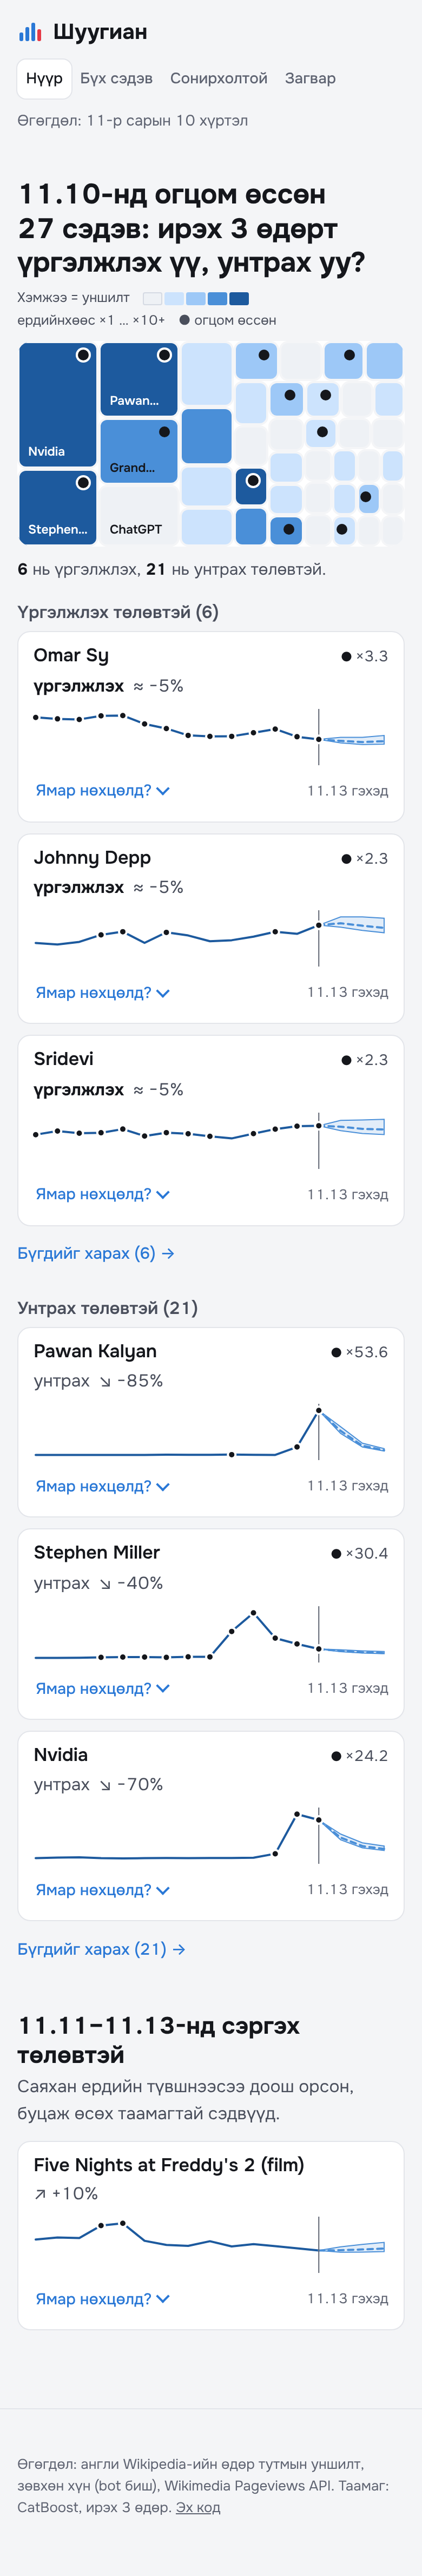 Шуугиан
Нүүр Бүх сэдэв Сонирхолтой Загвар
Өгөгдөл: 11-р сарын 10 хүртэл
11.10-нд огцом өссөн
27 сэдэв: ирэх 3 өдөрт
үргэлжлэх үү, унтрах уу?
Хэмжээ = уншилт
ердийнхөөс ×1 ... ×10+ огцом өссөн
Nvidia
Stephen...
Pawan...
Grand...
ChatGPT
6 нь үргэлжлэх, 21 нь унтрах төлөвтэй.
Үргэлжлэх төлөвтэй (6)
Omar Sy ×3.3
үргэлжлэх ≈ −5%
Ямар нөхцөлд? 11.13 гэхэд
Johnny Depp ×2.3
үргэлжлэх ≈ −5%
Ямар нөхцөлд? 11.13 гэхэд
Sridevi ×2.3
үргэлжлэх ≈ −5%
Ямар нөхцөлд? 11.13 гэхэд
Бүгдийг харах (6) →
Унтрах төлөвтэй (21)
Pawan Kalyan ×53.6
унтрах ↘ −85%
Ямар нөхцөлд? 11.13 гэхэд
Stephen Miller ×30.4
унтрах ↘ −40%
Ямар нөхцөлд? 11.13 гэхэд
Nvidia ×24.2
унтрах ↘ −70%
Ямар нөхцөлд? 11.13 гэхэд
Бүгдийг харах (21) →
11.11–11.13-нд сэргэх
төлөвтэй
Саяхан ердийн түвшнээсээ доош орсон,
буцаж өсөх таамагтай сэдвүүд.
Five Nights at Freddy's 2 (film)
↗ +10%
Ямар нөхцөлд? 11.13 гэхэд
Өгөгдөл: англи Wikipedia-ийн өдөр тутмын уншилт,
зөвхөн хүн (bot биш), Wikimedia Pageviews API. Таамаг:
CatBoost, ирэх 3 өдөр. Эх код